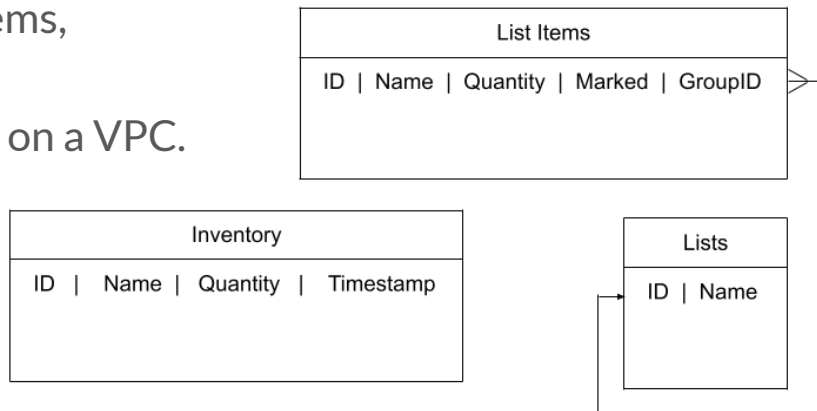 ems,
on a VPC.
List Items
ID | Name | Quantity | Marked | GroupID
Inventory
ID | Name | Quantity | Timestamp
Lists
ID | Name